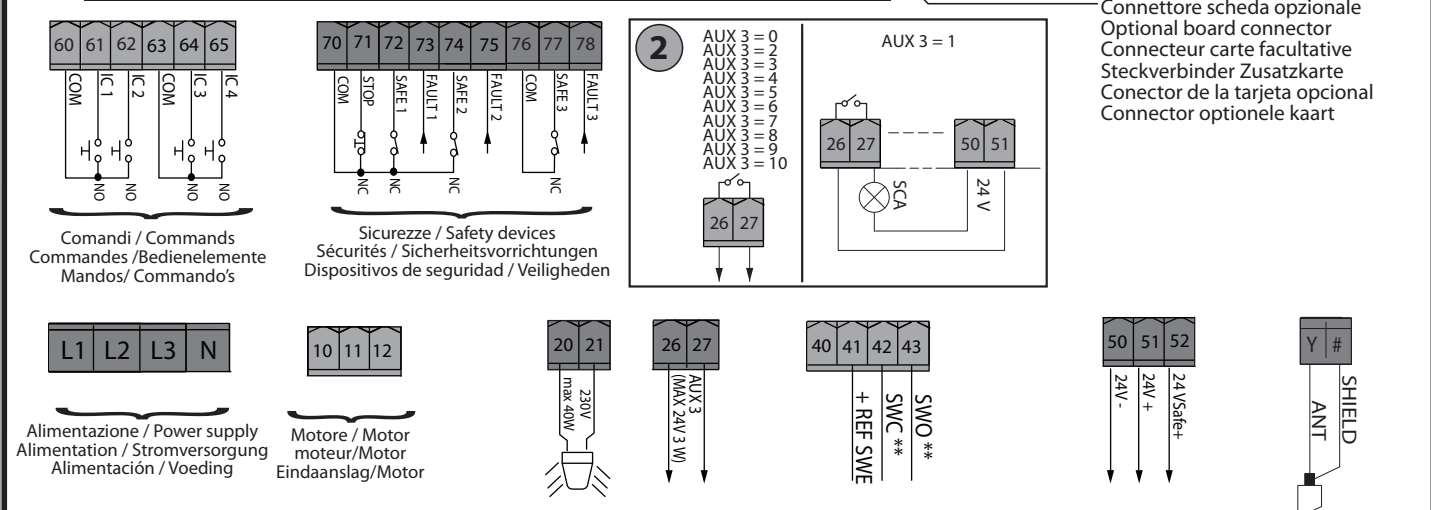 Connettore scheda opzionale
Optional board connector
Connecteur carte facultative
Steckverbinder Zusatzkarte
Conector de la tarjeta opcional
Connector optionele kaart
60 61 62 63 64 65
COM
IC 1
IC 2
COM
IC 3
IC 4
NO
NO
NO
NO
Comandi / Commands
Commandes /Bedienelemente
Mandos/ Commando's
70 71 72 73 74 75 76 77 78
COM
STOP
SAFE 1
FAULT 1
SAFE 2
FAULT 2
COM
SAFE 3
FAULT 3
NC
NC
NC
NC
Sicurezze / Safety devices
Sécurités / Sicherheitsvorrichtungen
Dispositivos de seguridad / Veiligheden
2
AUX 3 = 0
AUX 3 = 2
AUX 3 = 3
AUX 3 = 4
AUX 3 = 5
AUX 3 = 6
AUX 3 = 7
AUX 3 = 8
AUX 3 = 9
AUX 3 = 10
26 27
AUX 3 = 1
26 27
50 51
SCA
24 V
L1 L2 L3 N
Alimentazione / Power supply
Alimentation / Stromversorgung
Alimentación / Voeding
10 11 12
Motore / Motor
moteur/Motor
Eindaanslag/Motor
20 21
230V
max 40W
26 27
AUX 3
(MAX 24V 3 W)
40 41 42 43
+ REF SWE
SWC **
SWO **
50 51 52
24V -
24V +
24 VSafe+
Y #
ANT
SHIELD